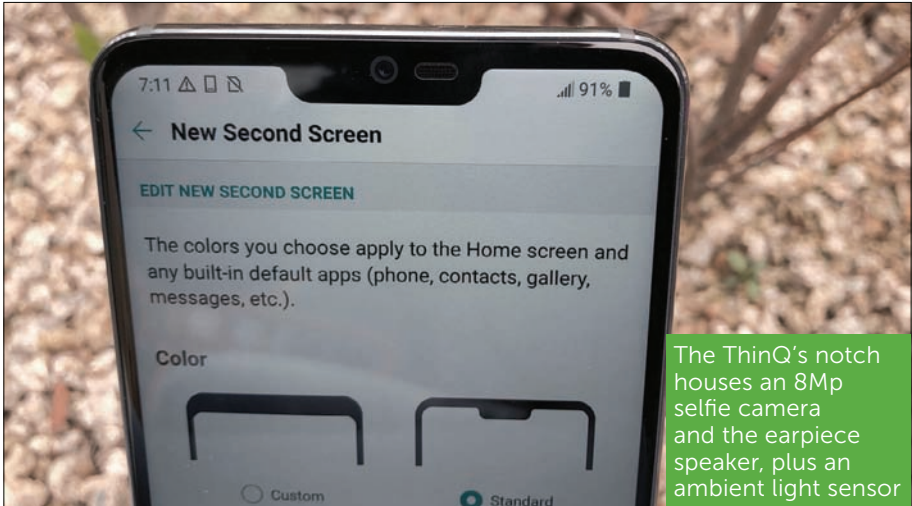 7:11 91%
New Second Screen
EDIT NEW SECOND SCREEN
The colors you choose apply to the Home screen and
any built-in default apps (phone, contacts, gallery,
messages, etc.).
Color
Custom Standard
The ThinQ’s notch
houses an 8Mp
selfie camera
and the earpiece
speaker, plus an
ambient light sensor